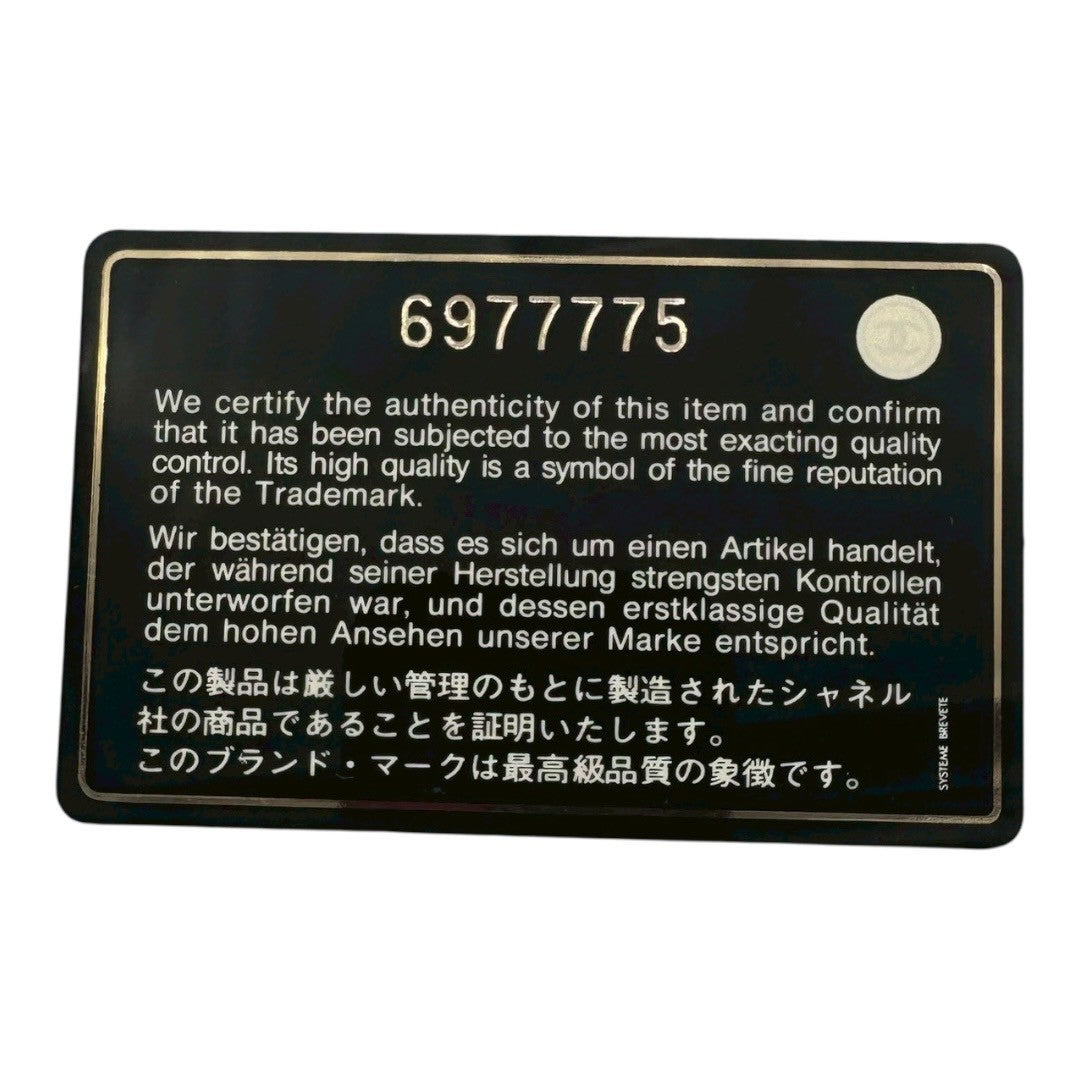 6977775
We certify the authenticity of this item and confirm
that it has been subjected to the most exacting quality
control. Its high quality is a symbol of the fine reputation
of the Trademark.
Wir bestätigen, dass es sich um einen Artikel handelt,
der während seiner Herstellung strengsten Kontrollen
unterworfen war, und dessen erstklassige Qualität
dem hohen Ansehen unserer Marke entspricht.
この製品は厳しい管理のもとに製造されたシャネル
社の商品であることを証明いたします。
このブランド・マークは最高級品質の象徴です。
SYSTEME BREVETE